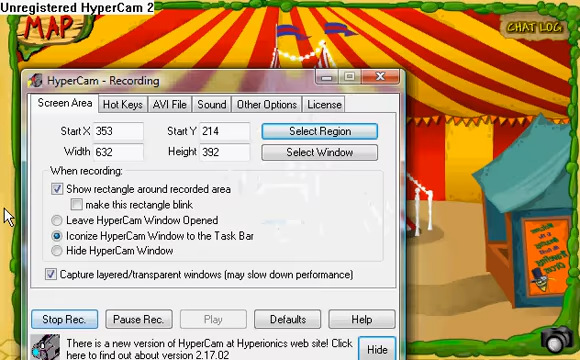 Unregistered HyperCam 2
MAP
CHAT LOG
HyperCam - Recording
Screen Area
Hot Keys
AVI File
Sound
Other Options
License
Start X 353
Start Y 214
Select Region
Width 632
Height 392
Select Window
When recording:
Show rectangle around recorded area
make this rectangle blink
Leave HyperCam Window Opened
Iconize HyperCam Window to the Task Bar
Hide HyperCam Window
Capture layered/transparent windows (may slow down performance)
Stop Rec.
Pause Rec.
Play
Defaults
Help
There is a new version of HyperCam at Hyperionics web site! Click
here to find out about version 2.17.02
Hide